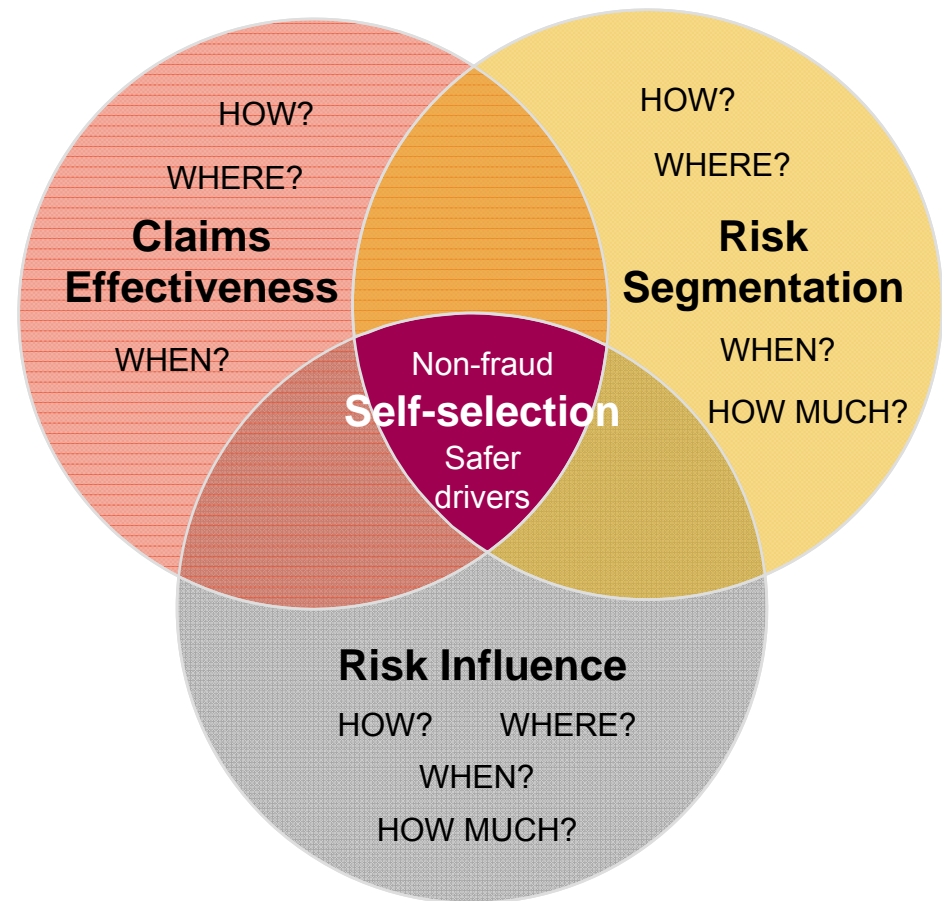 HOW?
WHERE?
Claims
Effectiveness
WHEN?
HOW?
WHERE?
Risk
Segmentation
WHEN?
HOW MUCH?
Non-fraud
Self-selection
Safer
drivers
Risk Influence
HOW? WHERE?
WHEN?
HOW MUCH?